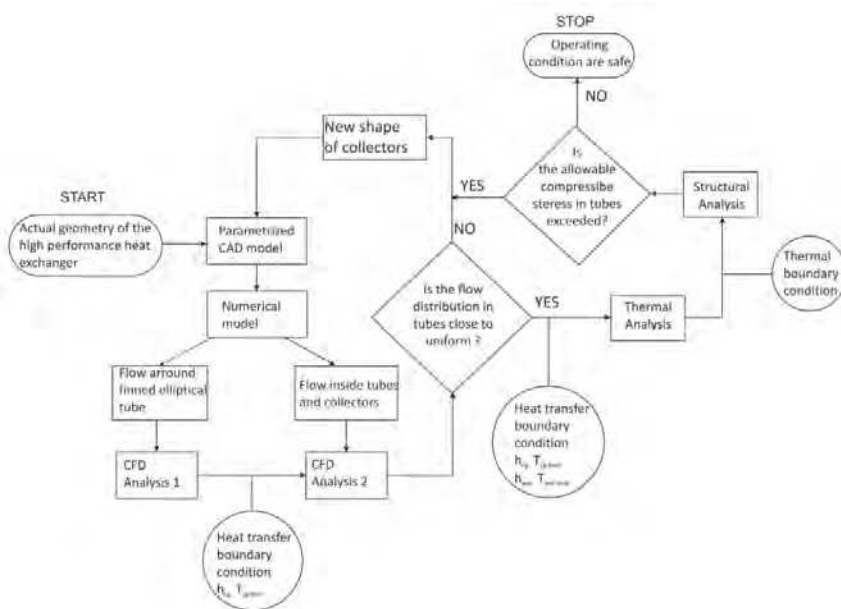 STOP
Operating
condition are safe
NO
New shape
of collectors
Is
the allowable
compressibe
steress in tubes
exceeded?
YES
Structural
Analysis
START
Actual geometry of the
high performance heat
exchanger
Parametrized
CAD model
NO
Thermal
boundary
condition
Is the flow
distribution in
tubes close to
uniform ?
YES
Thermal
Analysis
Numerical
model
Flow arround
finned elliptical
tube
Flow inside tubes
and collectors
Heat transfer
boundary
condition
CFD
Analysis 1
CFD
Analysis 2
Heat transfer
boundary
condition